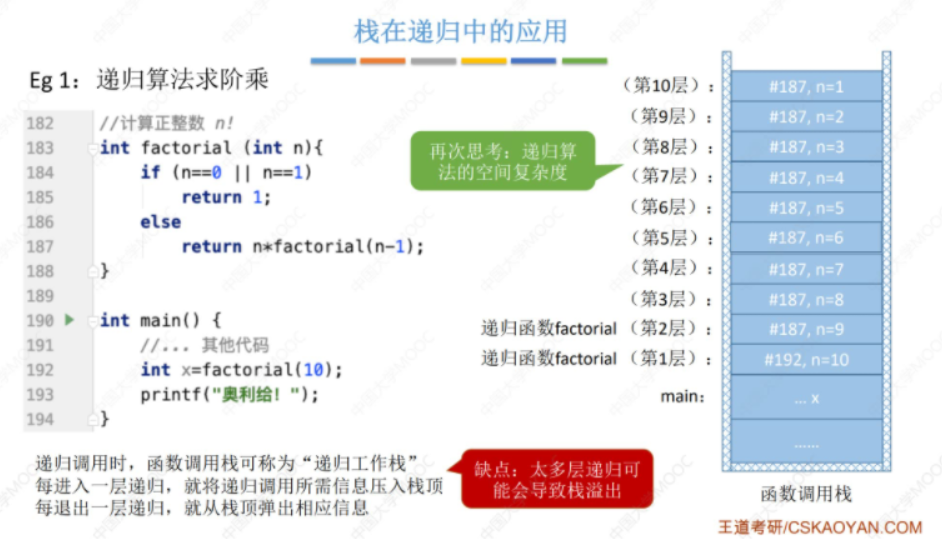 栈在递归中的应用
Eg 1：递归算法求阶乘
182 //计算正整数 n!
183 int factorial (int n){
184 if (n==0 || n==1)
185 return 1;
186 else
187 return n*factorial(n-1);
188 }
189
190 int main() {
191 //... 其他代码
192 int x=factorial(10);
193 printf("奥利给！");
194 }
再次思考：递归算
法的空间复杂度
（第10层）： #187, n=1
（第9层）： #187, n=2
（第8层）： #187, n=3
（第7层）： #187, n=4
（第6层）： #187, n=5
（第5层）： #187, n=6
（第4层）： #187, n=7
（第3层）： #187, n=8
递归函数factorial （第2层）： #187, n=9
递归函数factorial （第1层）： #192, n=10
main： ... x
......
函数调用栈
递归调用时，函数调用栈可称为“递归工作栈”
每进入一层递归，就将递归调用所需信息压入栈顶
每退出一层递归，就从栈顶弹出相应信息
缺点：太多层递归可
能会导致栈溢出
王道考研/CSKAOYAN.COM
中国大学MOOC